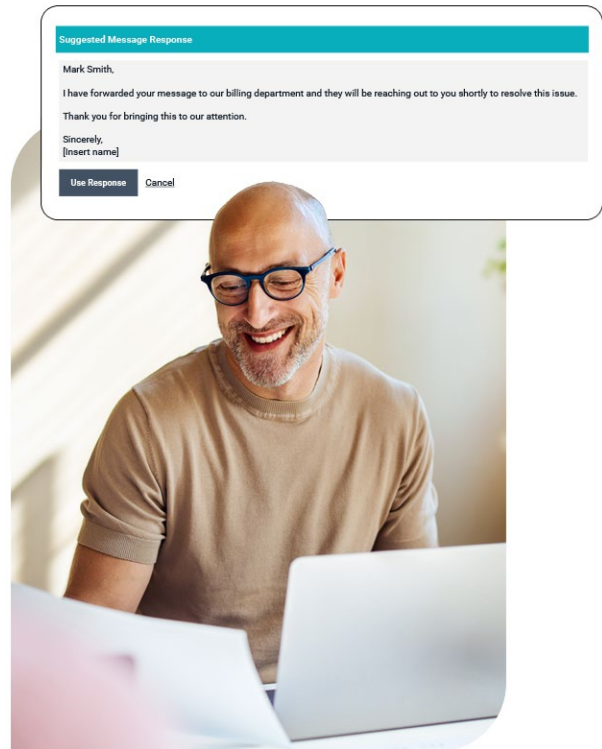 Suggested Message Response
Mark Smith,
I have forwarded your message to our billing department and they will be reaching out to you shortly to resolve this issue.
Thank you for bringing this to our attention.
Sincerely,
[Insert name]
Use Response Cancel